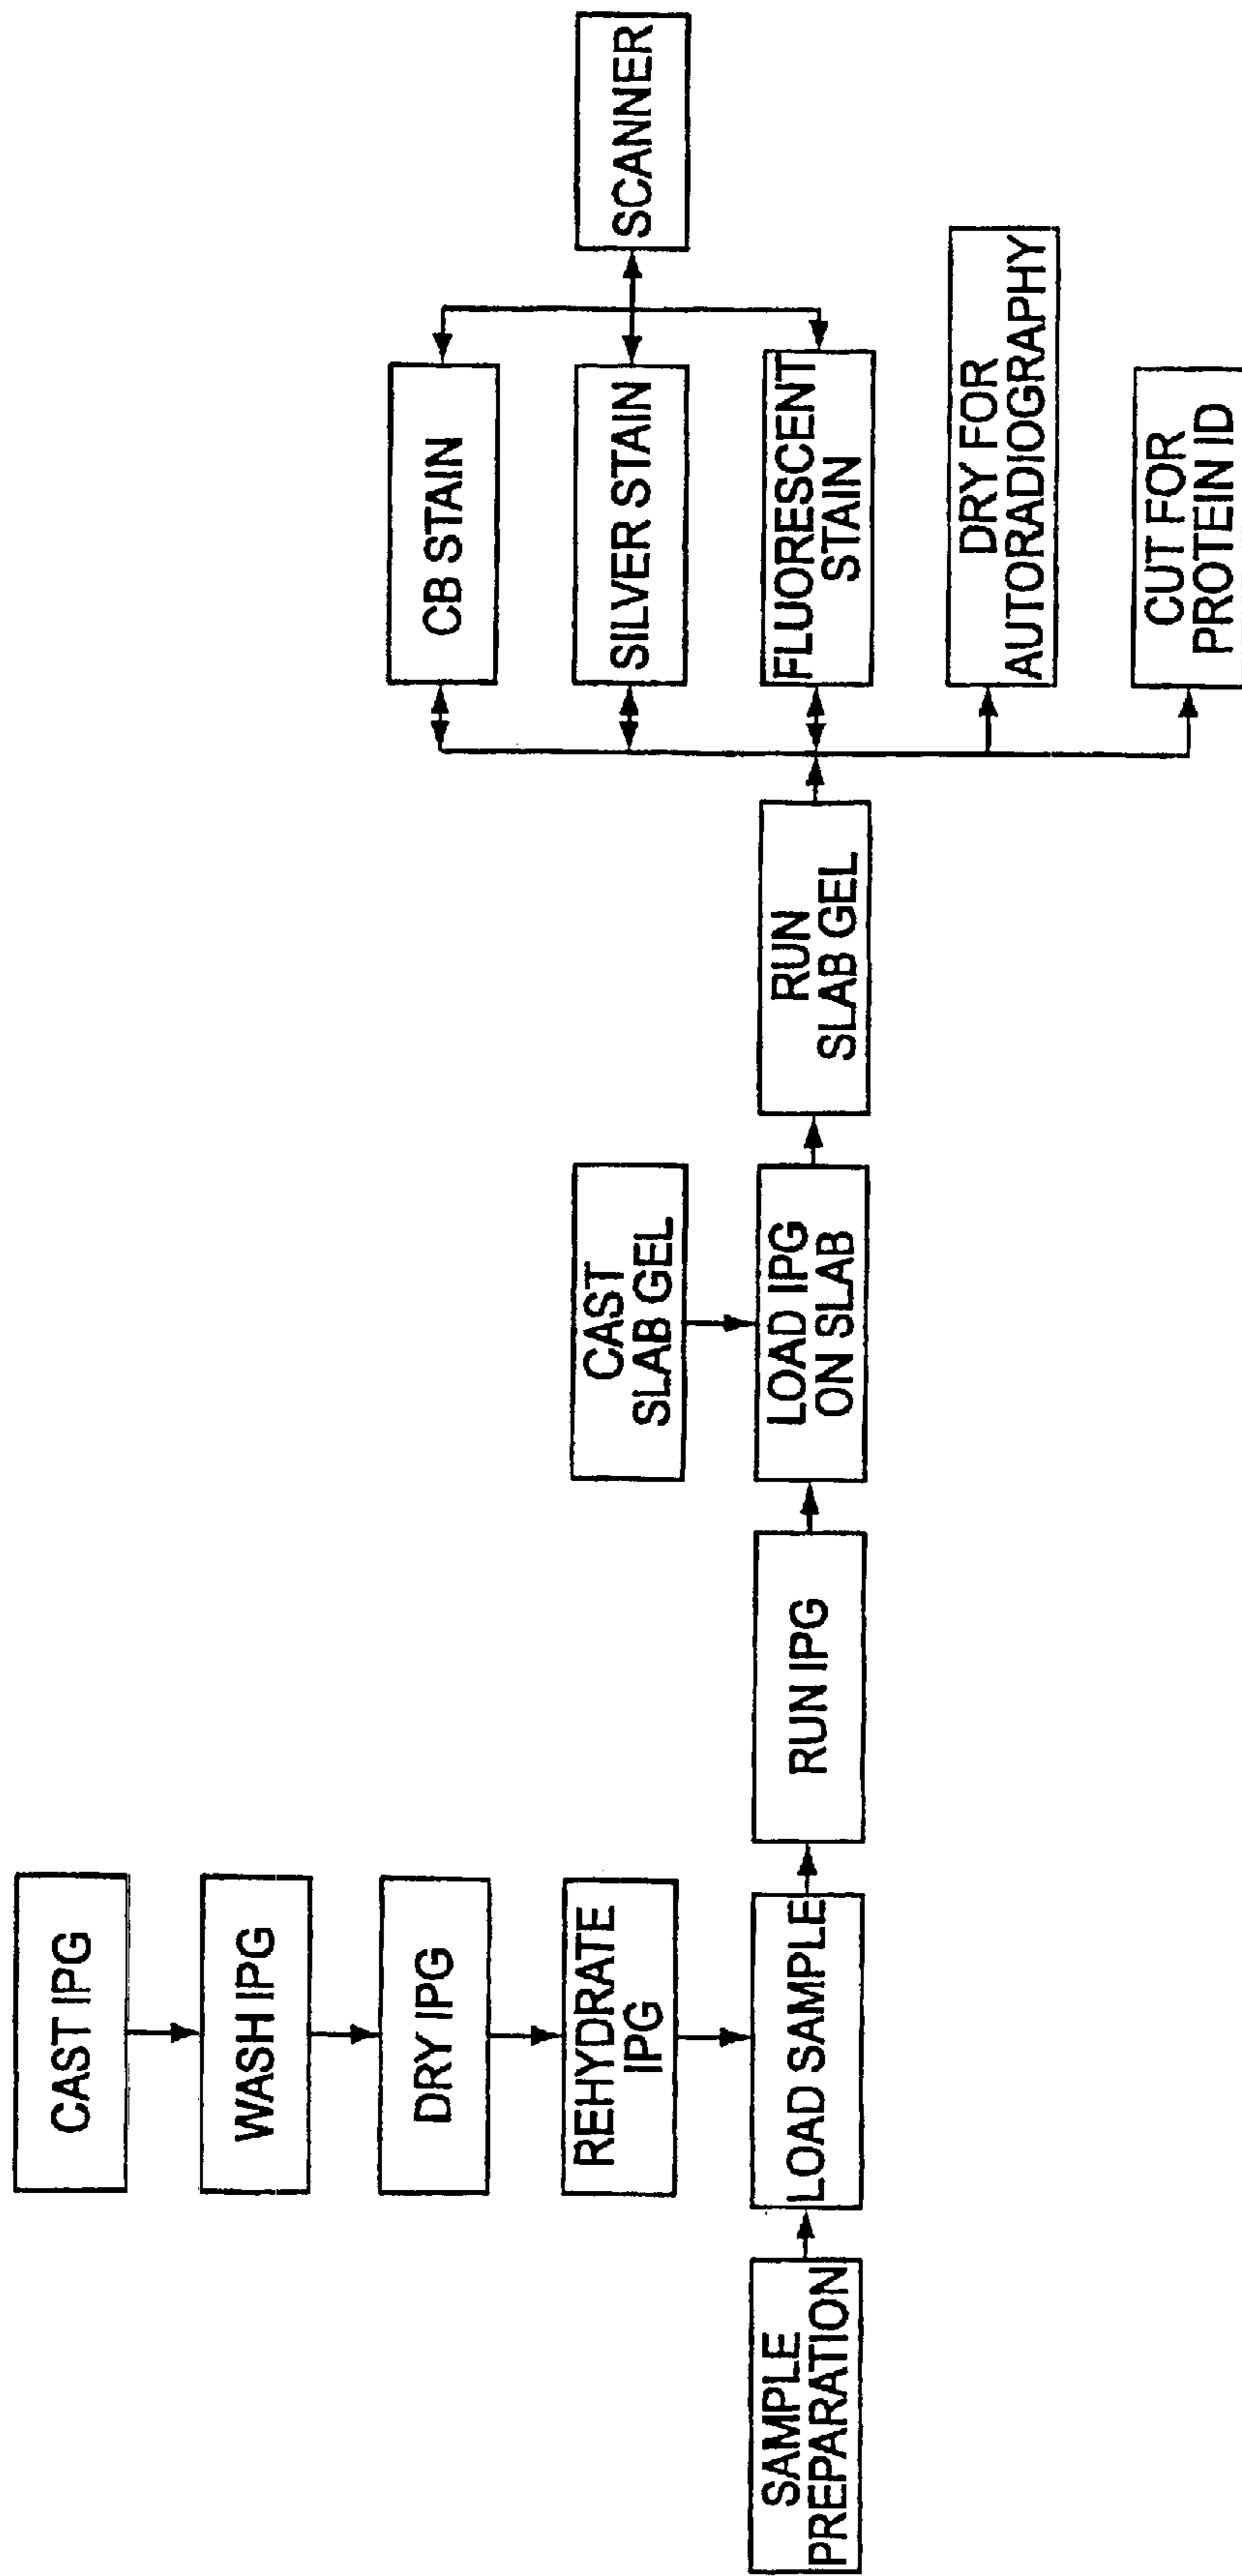 CAST IPG
WASH IPG
DRY IPG
REHYDRATE
IPG
SAMPLE
PREPARATION
LOAD SAMPLE
RUN IPG
CAST
SLAB GEL
LOAD IPG
ON SLAB
RUN
SLAB GEL
CB STAIN
SILVER STAIN
FLUORESCENT
STAIN
DRY FOR
AUTORADIOGRAPHY
CUT FOR
PROTEIN ID
SCANNER